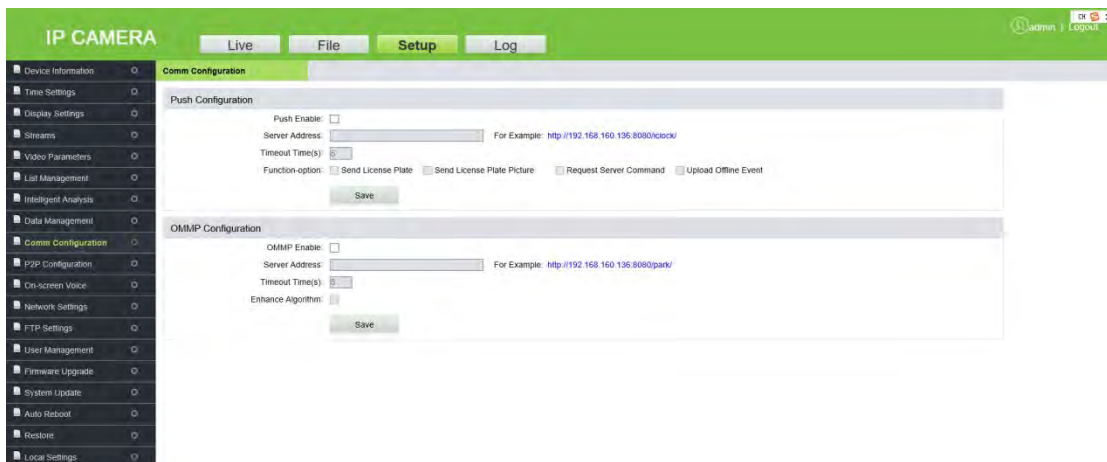 CH
IP CAMERA
Live File Setup Log
admin | Logout
Device Information
Time Settings
Display Settings
Streams
Video Parameters
List Management
Intelligent Analysis
Data Management
Comm Configuration
P2P Configuration
On-screen Voice
Network Settings
FTP Settings
User Management
Firmware Upgrade
System Update
Auto Reboot
Restore
Local Settings
Comm Configuration
Push Configuration
Push Enable:
Server Address: For Example: http://192.168.160.136:8080/iclock/
Timeout Time(s):
Function-option: Send License Plate Send License Plate Picture Request Server Command Upload Offline Event
Save
OMMP Configuration
OMMP Enable:
Server Address: For Example: http://192.168.160.136:8080/park/
Timeout Time(s):
Enhance Algorithm:
Save